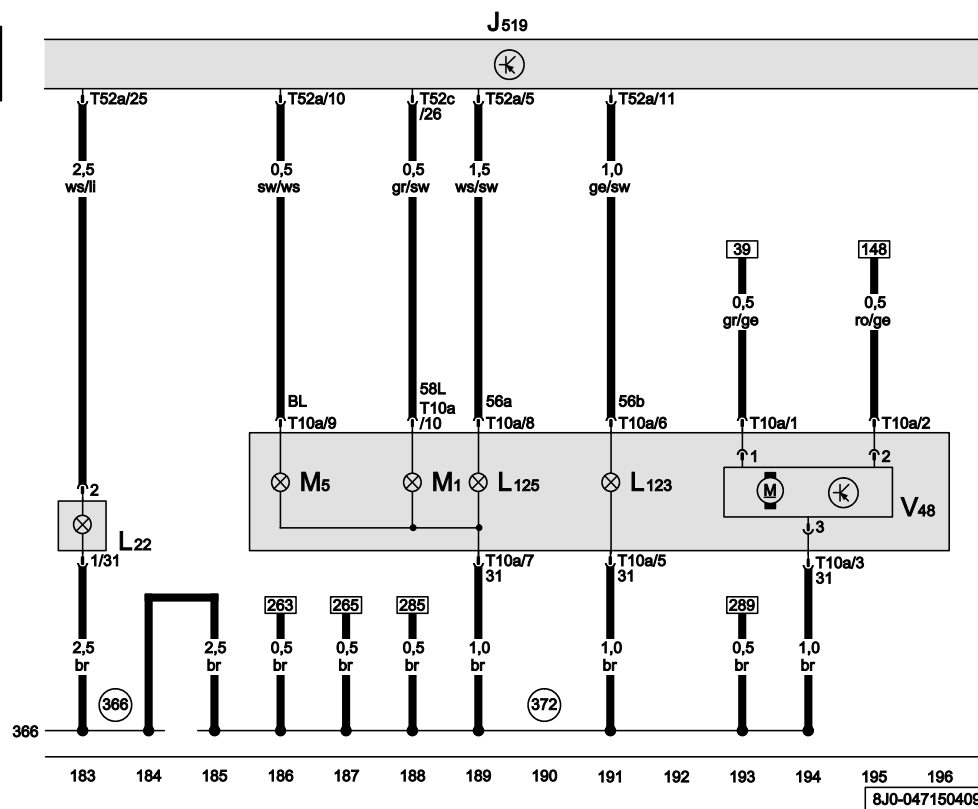 J519
T52a/25 T52a/10 T52c T52a/5 T52a/11
/26
2,5 0,5 0,5 1,5 1,0
ws/li sw/ws gr/sw ws/sw ge/sw
39 148
0,5 0,5
gr/ge ro/ge
BL 58L 56a 56b
T10a/9 T10a T10a/8 T10a/6 T10a/1 T10a/2
/10
1 2
M5 M1 L125 L123 M
V48
2 3
L22
1/31 T10a/7 T10a/5 T10a/3
31 31 31
263 265 285 289
2,5 2,5 0,5 0,5 0,5 1,0 1,0 0,5 1,0
br br br br br br br br br
366 372
366
183 184 185 186 187 188 189 190 191 192 193 194 195 196
8J0-047150409